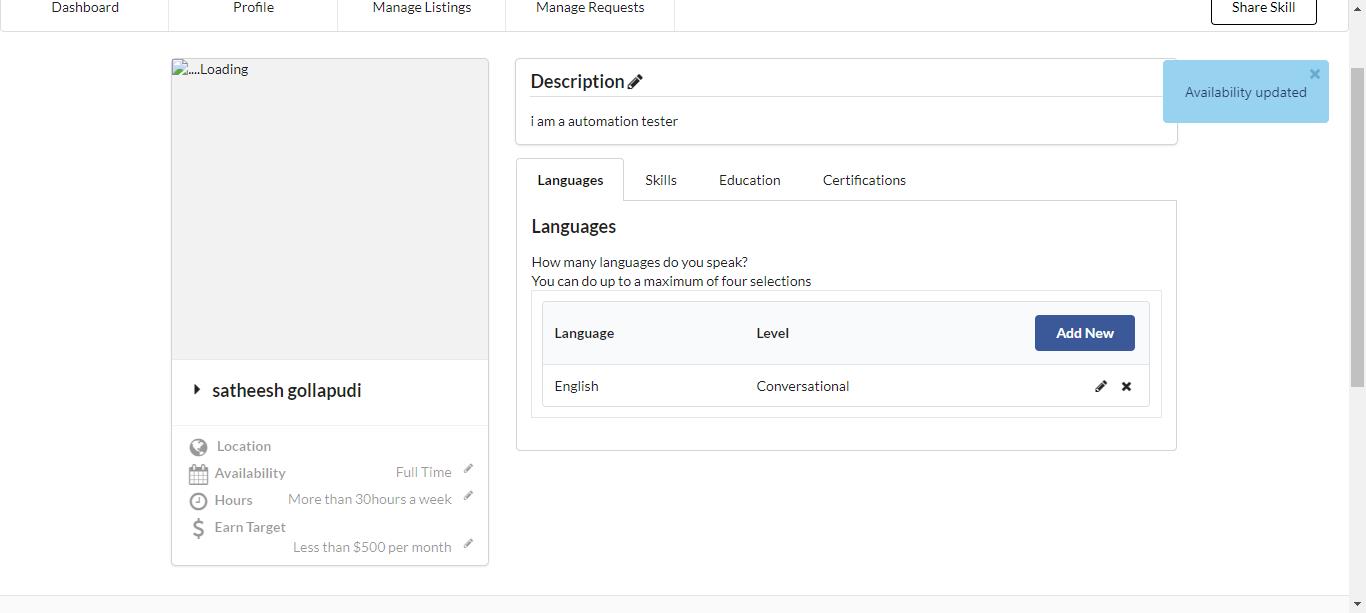 Dashboard
Profile
Manage Listings
Manage Requests
Share Skill
....Loading
satheesh gollapudi
Location
Availability Full Time
Hours More than 30hours a week
Earn Target
Less than $500 per month
Description
i am a automation tester
Availability updated
Languages
Skills
Education
Certifications
Languages
How many languages do you speak?
You can do up to a maximum of four selections
Language Level Add New
English Conversational